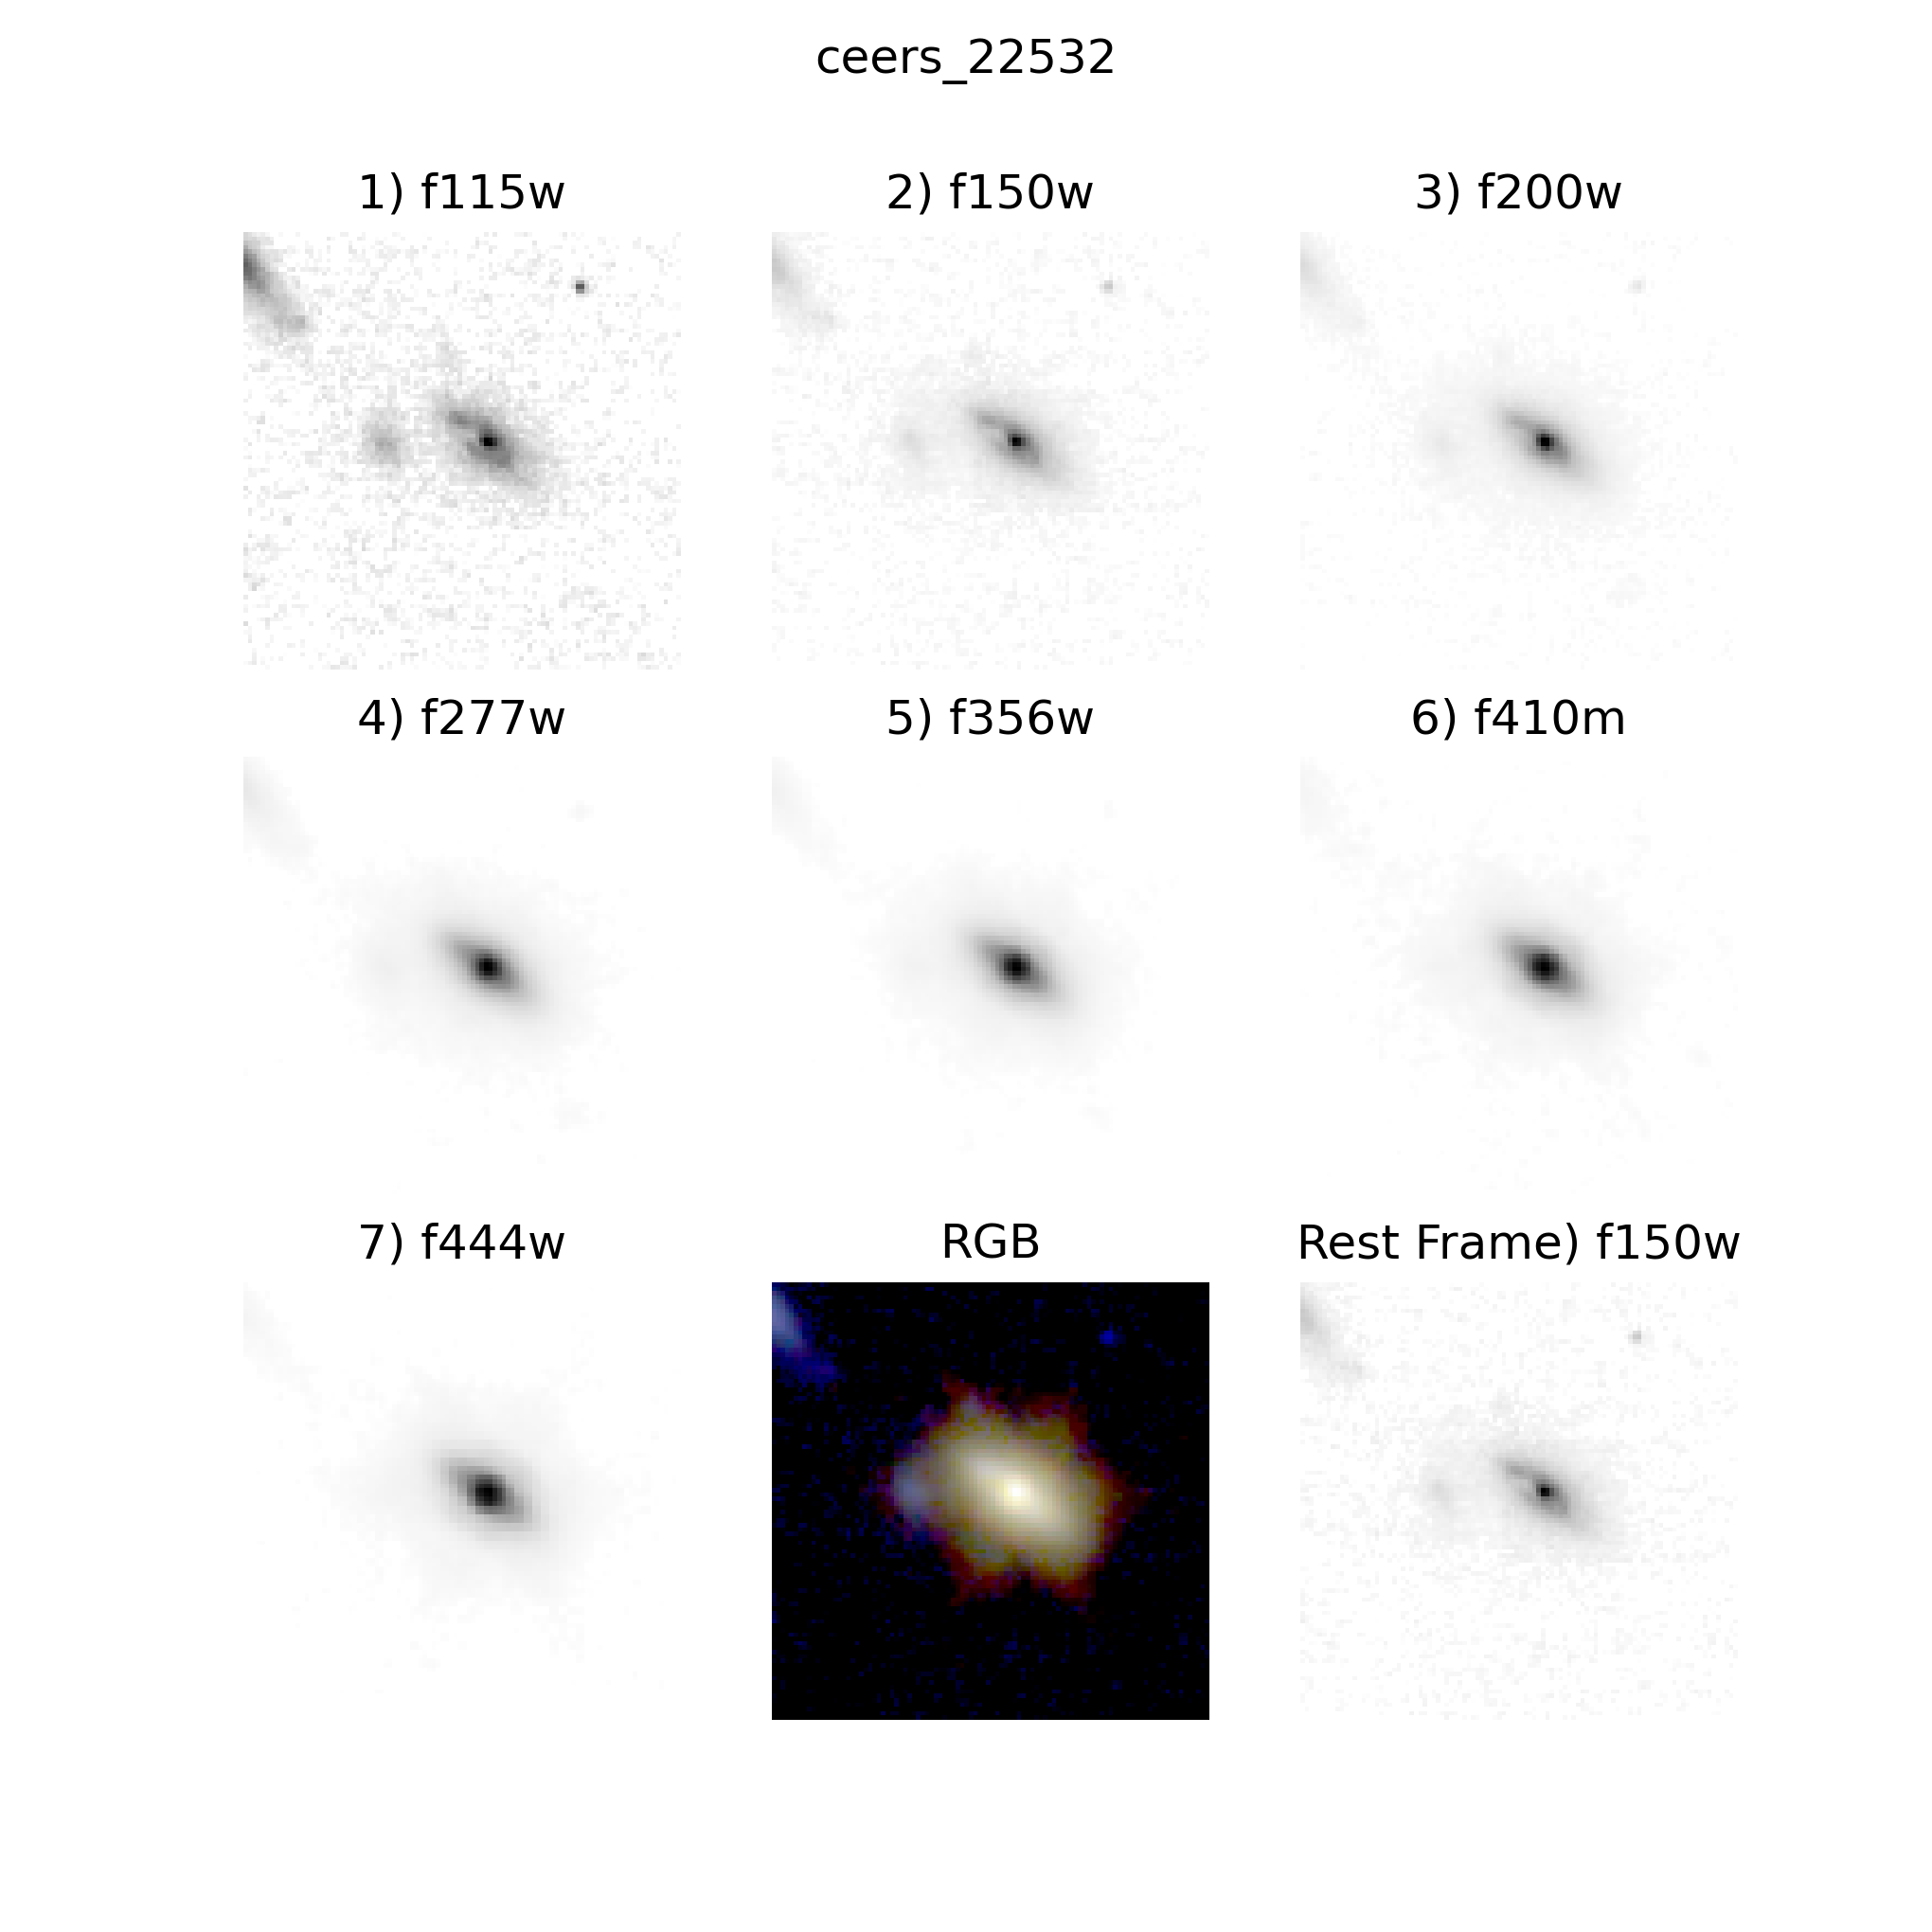 ceers_22532
1) f115w
2) f150w
3) f200w
4) f277w
5) f356w
6) f410m
7) f444w
RGB
Rest Frame) f150w